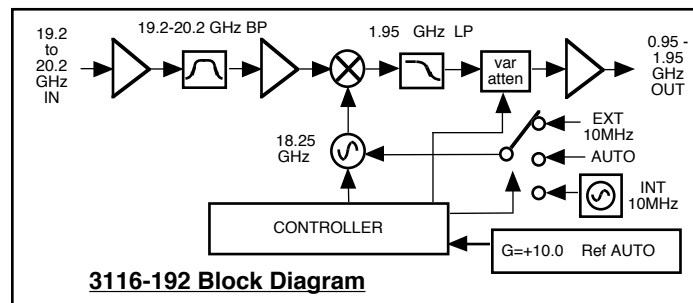 19.2
to
20.2
GHz
IN
19.2-20.2 GHz BP
1.95 GHz LP
var
atten
0.95 -
1.95
GHz
OUT
18.25
GHz
EXT
10MHz
AUTO
INT
10MHz
CONTROLLER
G=+10.0 Ref AUTO
3116-192 Block Diagram